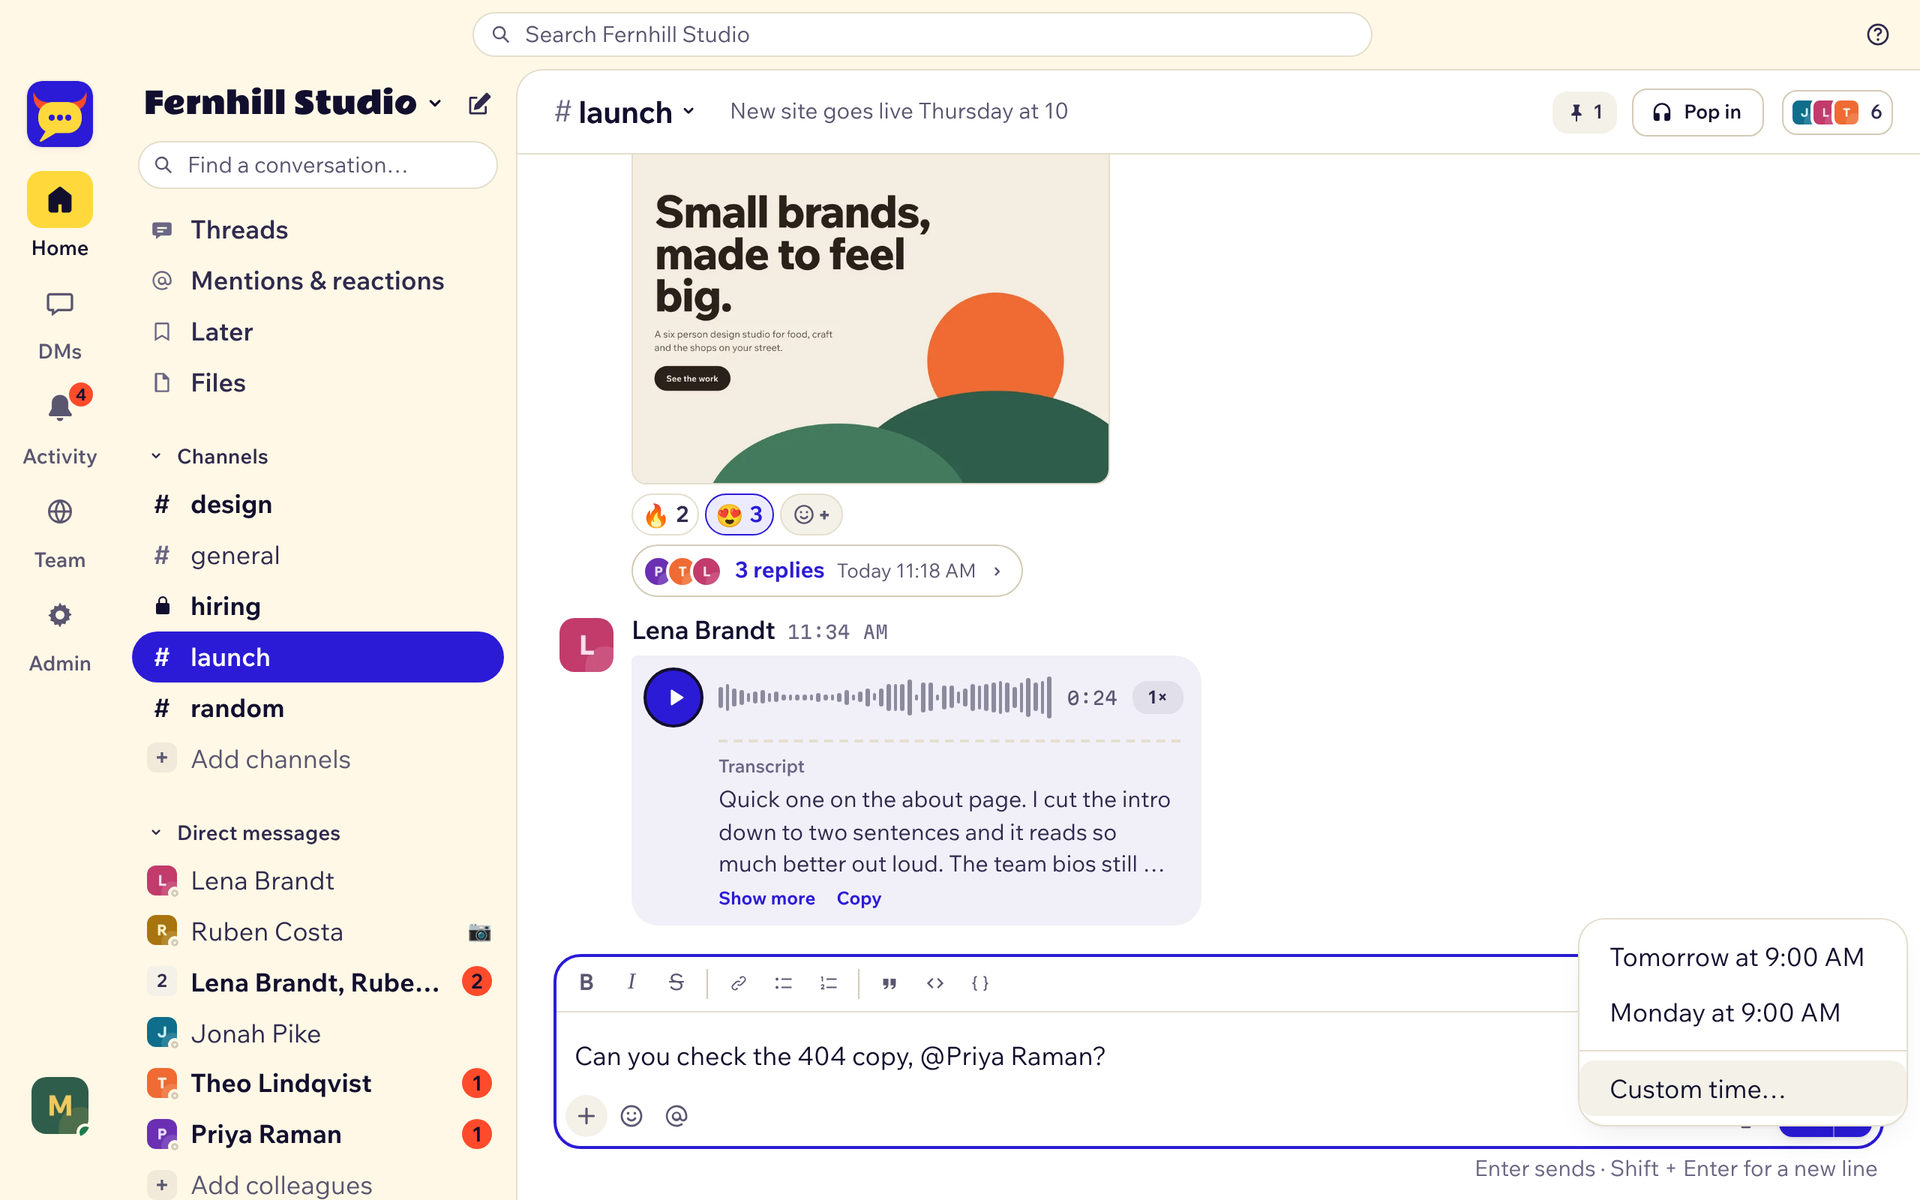 Search Fernhill Studio
Fernhill Studio
Find a conversation…
Home
DMs
4
Activity
Team
Admin
M
Threads
Mentions & reactions
Later
Files
Channels
# design
# general
hiring
# launch
# random
+ Add channels
Direct messages
L Lena Brandt
R Ruben Costa
2 Lena Brandt, Rube… 2
J Jonah Pike
T Theo Lindqvist 1
P Priya Raman 1
+ Add colleagues
# launch
New site goes live Thursday at 10
1
Pop in
J L T 6
Small brands,
made to feel
big.
A six person design studio for food, craft
and the shops on your street.
See the work
🔥 2 😍 3 +
P T L 3 replies Today 11:18 AM
L
Lena Brandt 11:34 AM
0:24 1×
Transcript
Quick one on the about page. I cut the intro
down to two sentences and it reads so
much better out loud. The team bios still …
Show more Copy
B I S
Can you check the 404 copy, @Priya Raman?
Tomorrow at 9:00 AM
Monday at 9:00 AM
Custom time…
Enter sends · Shift + Enter for a new line